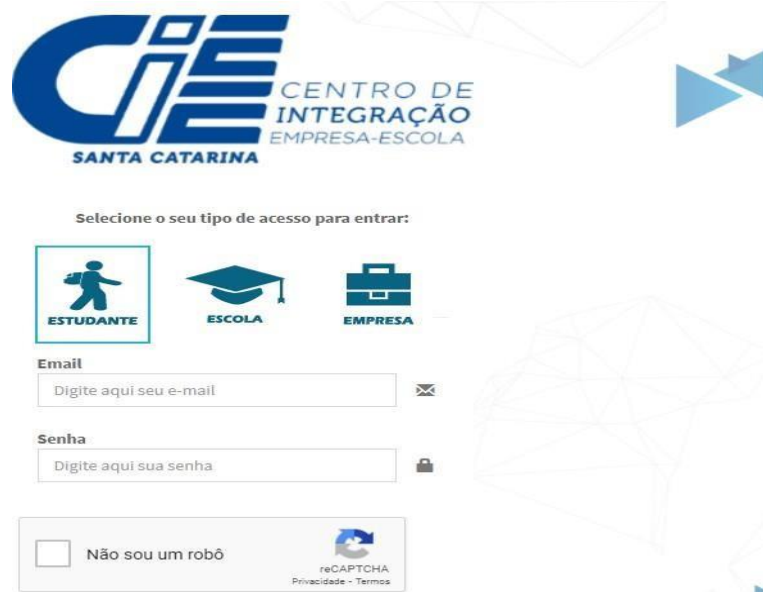 CIEE
CENTRO DE
INTEGRAÇÃO
EMPRESA-ESCOLA
SANTA CATARINA
Selecione o seu tipo de acesso para entrar:
ESTUDANTE ESCOLA EMPRESA
Email
Digite aqui seu e-mail
Senha
Digite aqui sua senha
Não sou um robô
reCAPTCHA
Privacidade - Termos